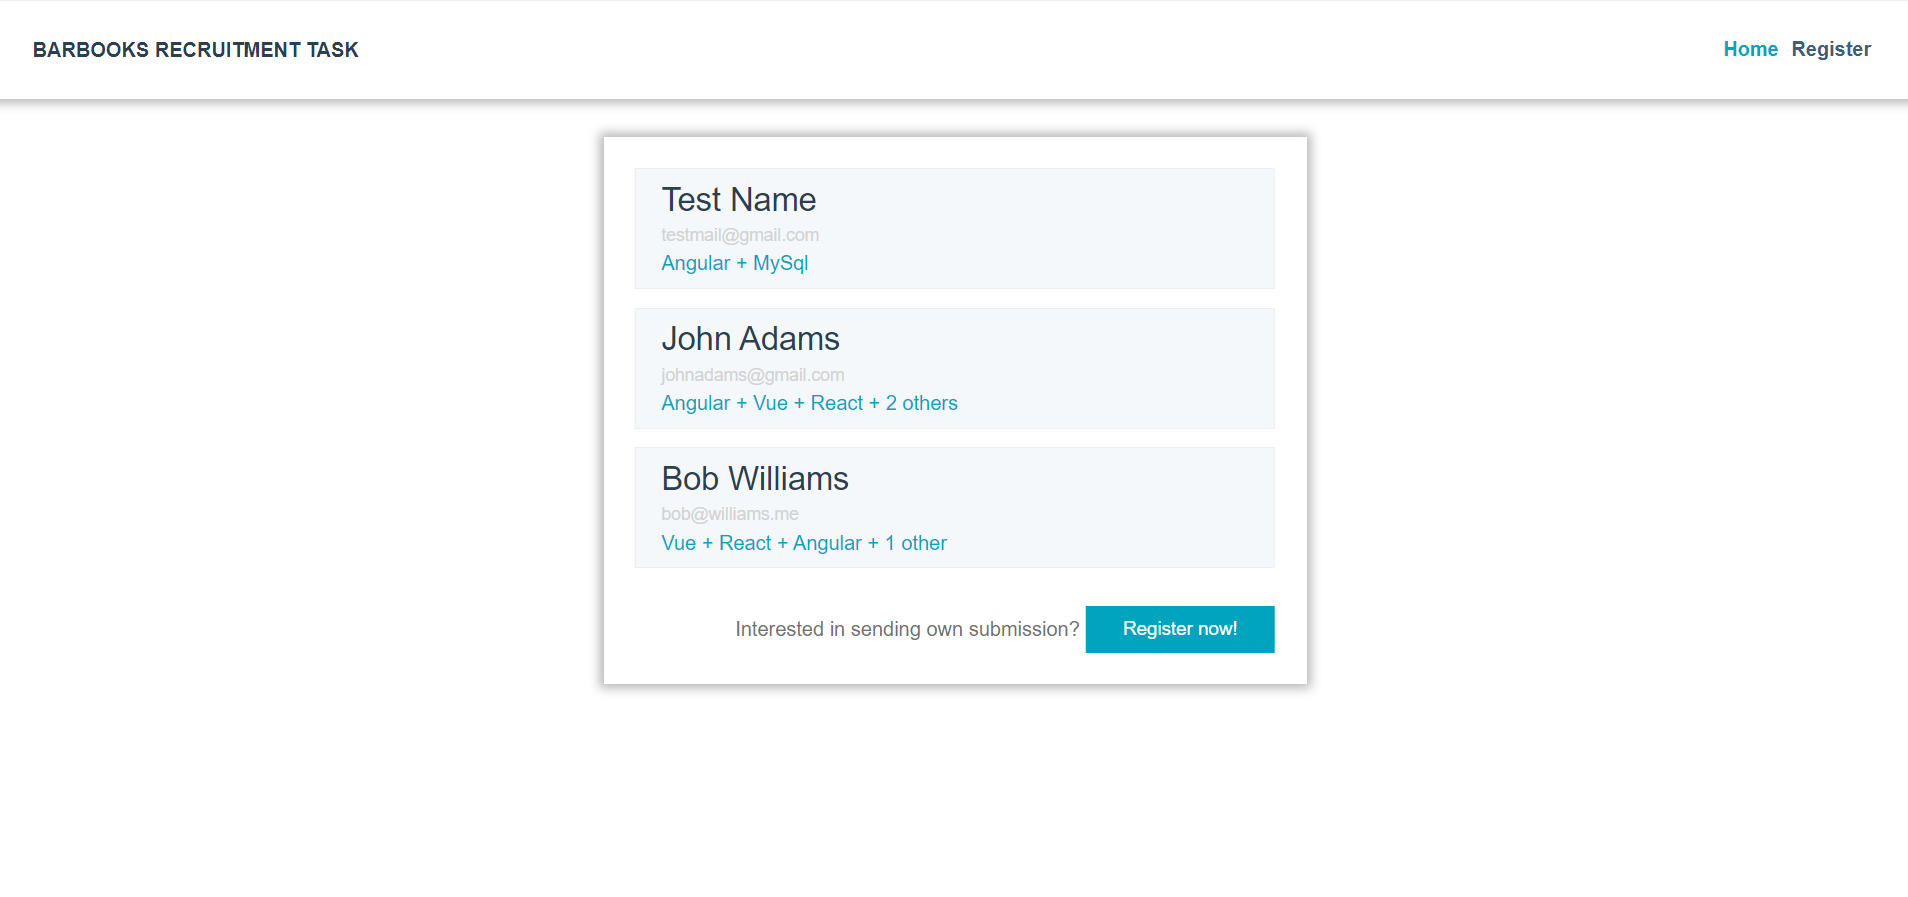 BARBOOKS RECRUITMENT TASK
Home Register
Test Name
testmail@gmail.com
Angular + MySql
John Adams
johnadams@gmail.com
Angular + Vue + React + 2 others
Bob Williams
bob@williams.me
Vue + React + Angular + 1 other
Interested in sending own submission? Register now!